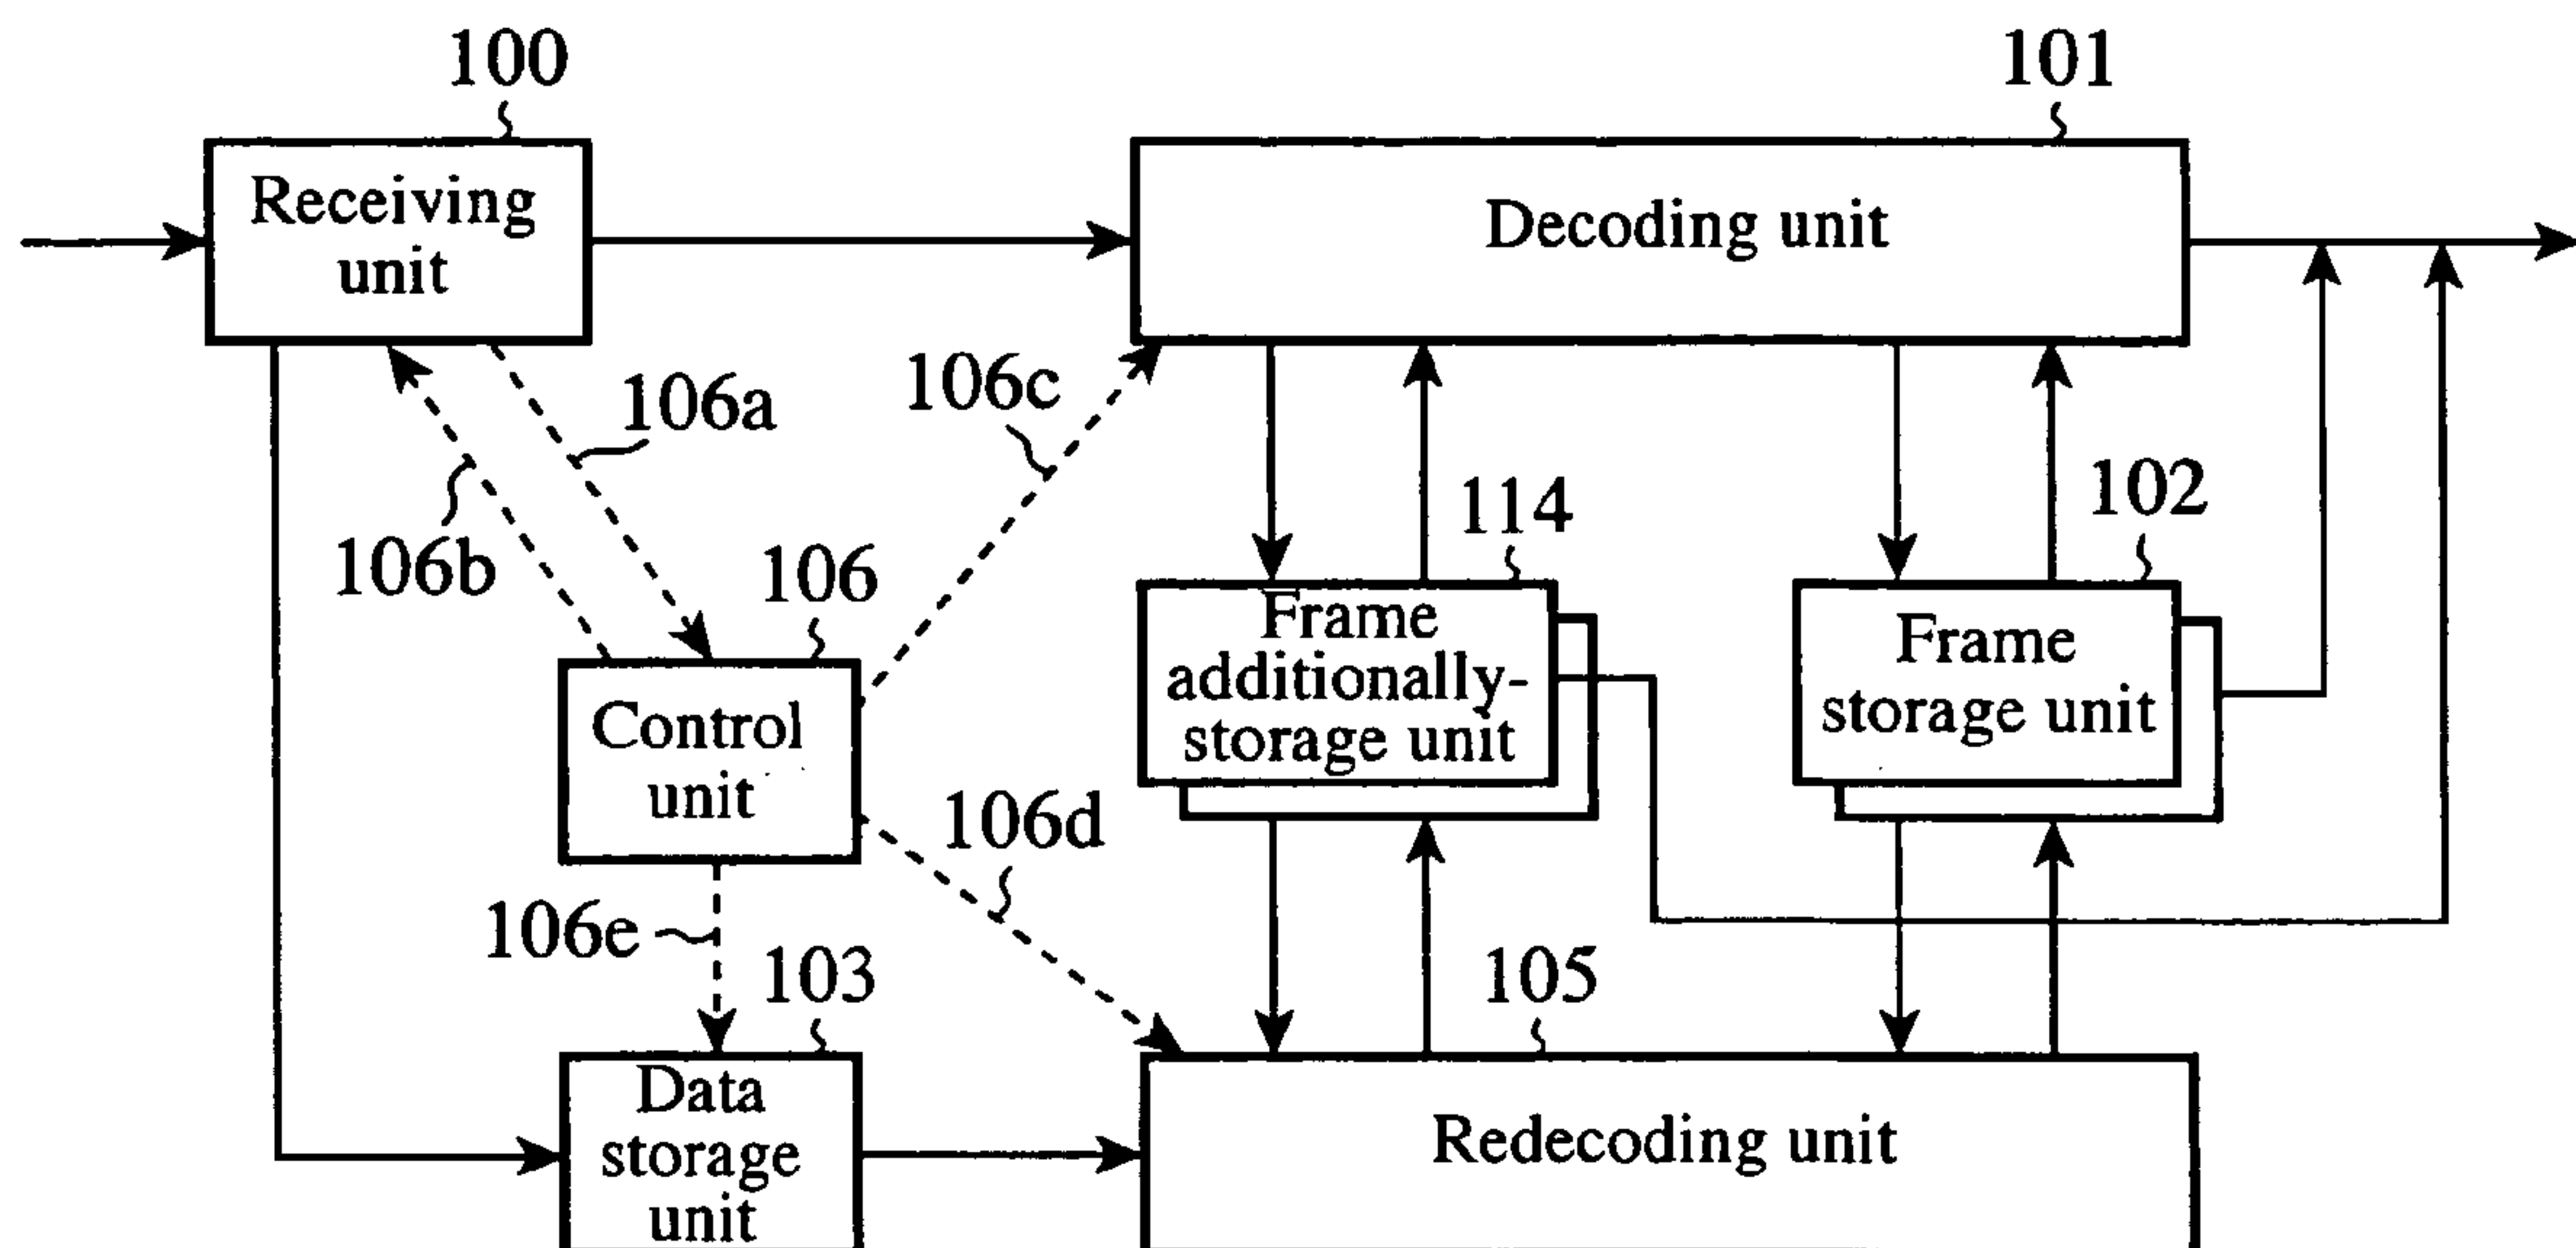 100
101
Receiving
unit
Decoding unit
106a
106c
106b
106
114
102
Frame
additionally-
storage unit
Frame
storage unit
Control
unit
106d
106e
103
105
Data
storage
unit
Redecoding unit